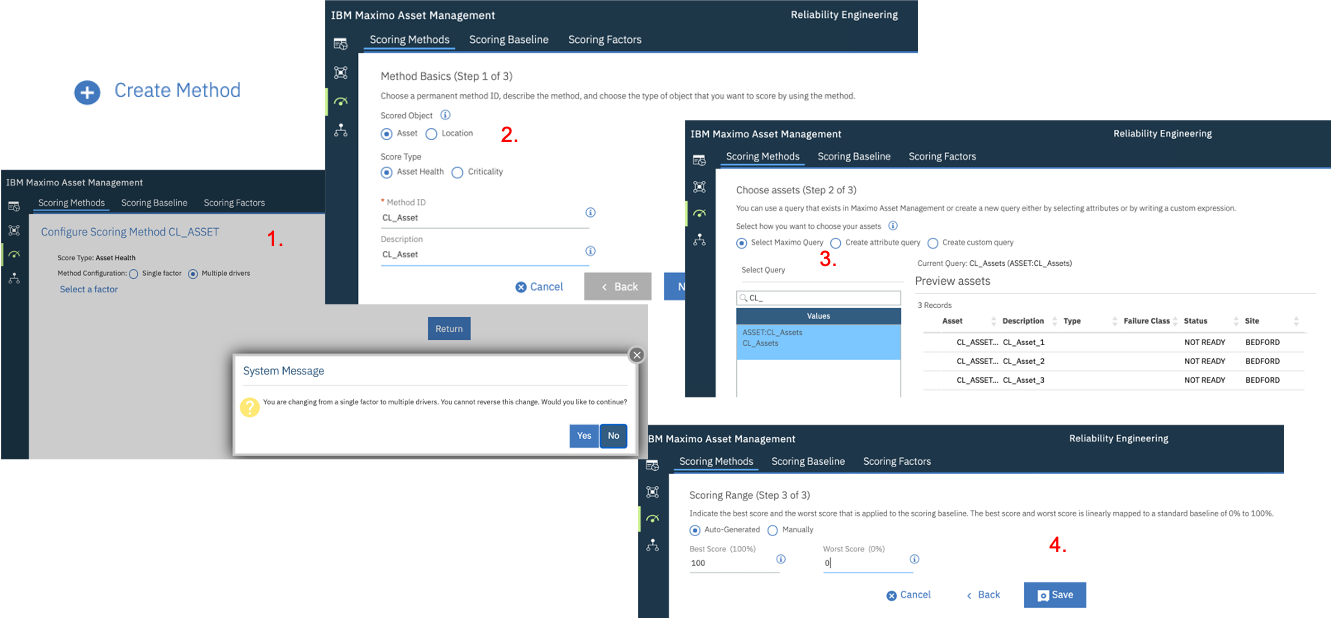 Create Method
IBM Maximo Asset Management
Scoring Methods Scoring Baseline Scoring Factors
Configure Scoring Method CL_ASSET
1.
Score Type: Asset Health
Method Configuration: Single factor Multiple drivers
Select a factor
Return
System Message
You are changing from a single factor to multiple drivers. You cannot reverse this change. Would you like to continue?
Yes No
IBM Maximo Asset Management Reliability Engineering
Scoring Methods Scoring Baseline Scoring Factors
Method Basics (Step 1 of 3)
Choose a permanent method ID, describe the method, and choose the type of object that you want to score by using the method.
Scored Object
Asset Location
2.
Score Type
Asset Health Criticality
* Method ID
CL_Asset
Description
CL_Asset
Cancel < Back N
IBM Maximo Asset Management Reliability Engineering
Scoring Methods Scoring Baseline Scoring Factors
Choose assets (Step 2 of 3)
You can use a query that exists in Maximo Asset Management or create a new query either by selecting attributes or by writing a custom expression.
Select how you want to choose your assets
Select Maximo Query Create attribute query Create custom query
3.
Select Query
CL_
Values
ASSET:CL_Assets
CL_Assets
Current Query: CL_Assets (ASSET:CL_Assets)
Preview assets
3 Records
Asset Description Type Failure Class Status Site
CL_ASSET... CL_Asset_1 NOT READY BEDFORD
CL_ASSET... CL_Asset_2 NOT READY BEDFORD
CL_ASSET... CL_Asset_3 NOT READY BEDFORD
BM Maximo Asset Management Reliability Engineering
Scoring Methods Scoring Baseline Scoring Factors
Scoring Range (Step 3 of 3)
Indicate the best score and the worst score that is applied to the scoring baseline. The best score and worst score is linearly mapped to a standard baseline of 0% to 100%.
Auto-Generated Manually
4.
Best Score (100%) Worst Score (0%)
100 0
Cancel < Back Save